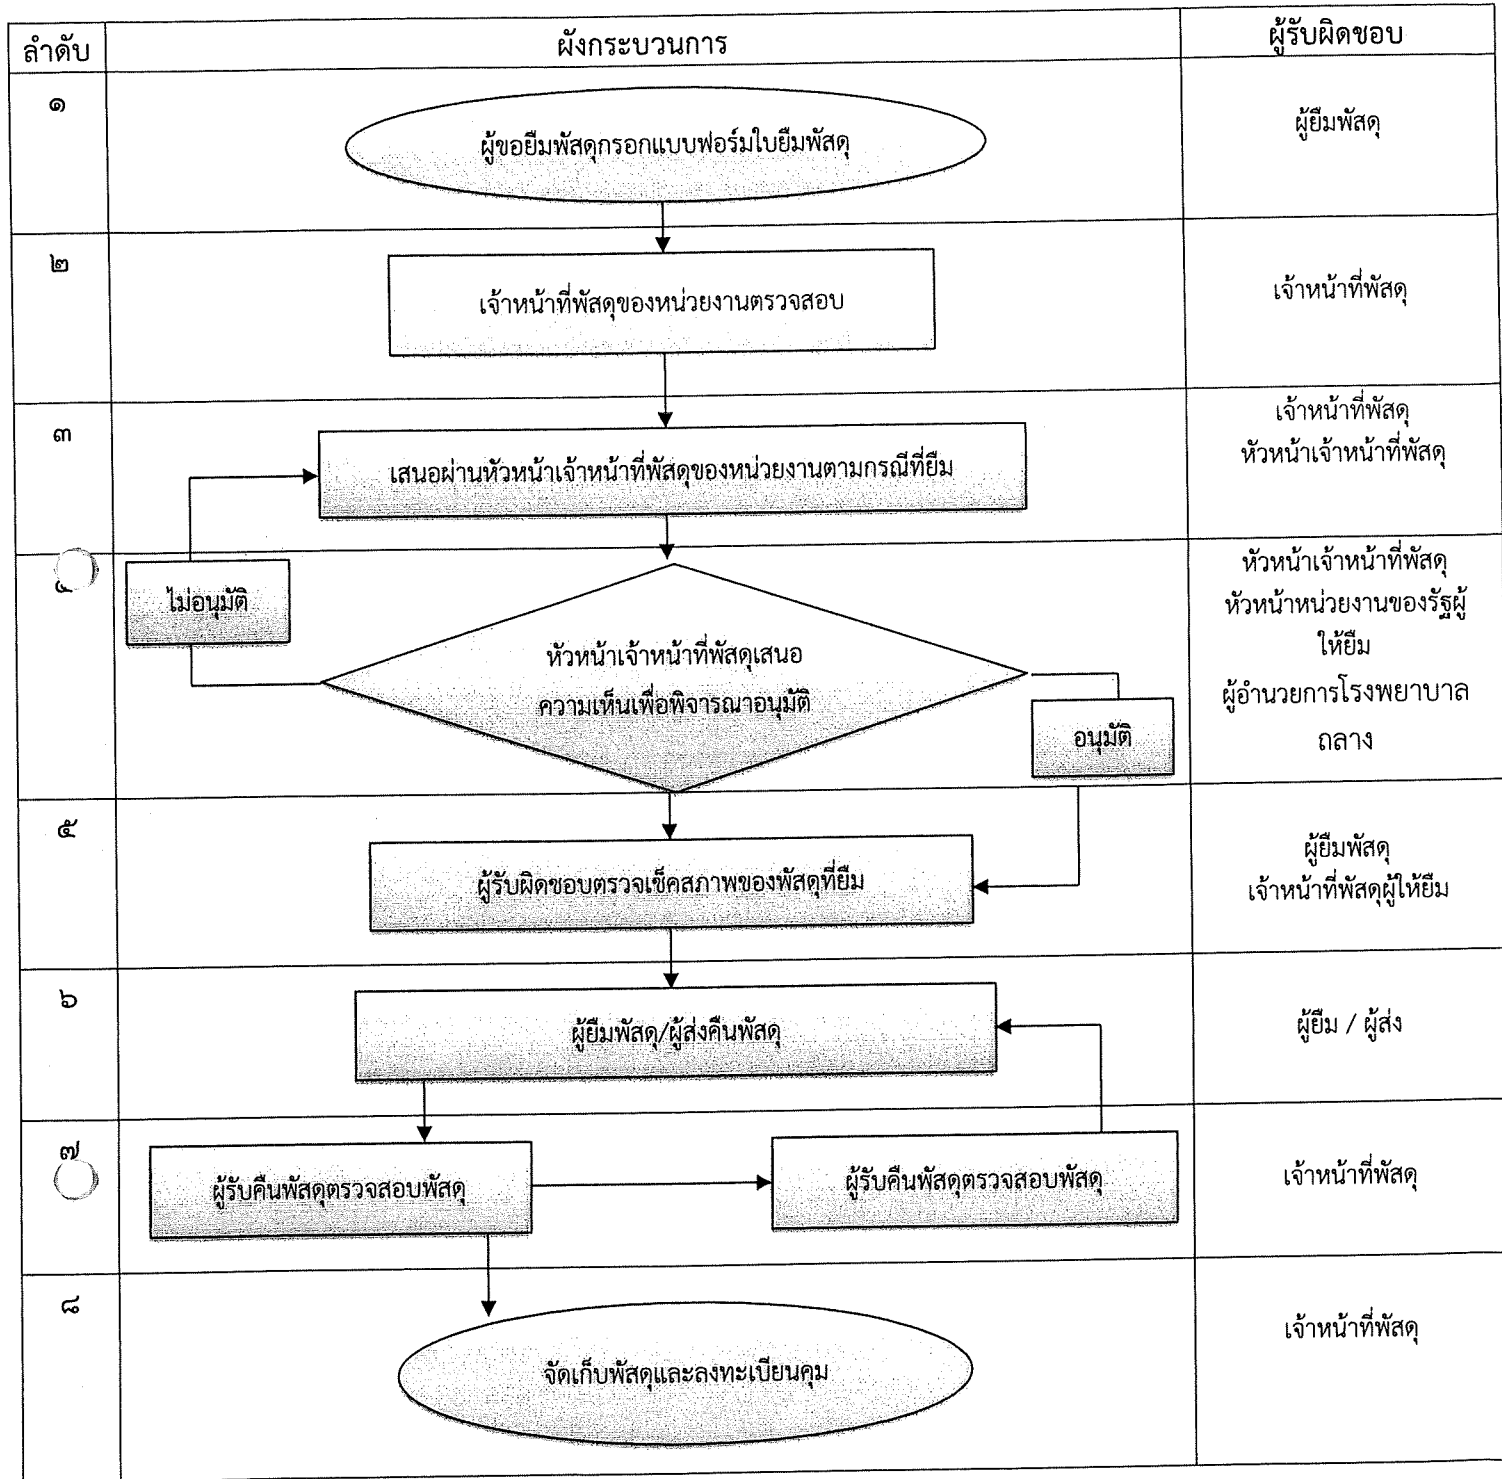 ลำดับ
ผังกระบวนการ
ผู้รับผิดชอบ
๑
ผู้ขอยืมพัสดุกรอกแบบฟอร์มใบยืมพัสดุ
ผู้ยืมพัสดุ
๒
เจ้าหน้าที่พัสดุของหน่วยงานตรวจสอบ
เจ้าหน้าที่พัสดุ
๓
เสนอผ่านหัวหน้าเจ้าหน้าที่พัสดุของหน่วยงานตามกรณีที่ยืม
เจ้าหน้าที่พัสดุ
หัวหน้าเจ้าหน้าที่พัสดุ
ไม่อนุมัติ
หัวหน้าเจ้าหน้าที่พัสดุเสนอ
ความเห็นเพื่อพิจารณาอนุมัติ
อนุมัติ
หัวหน้าเจ้าหน้าที่พัสดุ
หัวหน้าหน่วยงานของรัฐผู้
ให้ยืม
ผู้อำนวยการโรงพยาบาล
ถลาง
๕
ผู้รับผิดชอบตรวจเช็คสภาพของพัสดุที่ยืม
ผู้ยืมพัสดุ
เจ้าหน้าที่พัสดุผู้ให้ยืม
๖
ผู้ยืมพัสดุ/ผู้ส่งคืนพัสดุ
ผู้ยืม / ผู้ส่ง
๗
ผู้รับคืนพัสดุตรวจสอบพัสดุ
ผู้รับคืนพัสดุตรวจสอบพัสดุ
เจ้าหน้าที่พัสดุ
๘
จัดเก็บพัสดุและลงทะเบียนคุม
เจ้าหน้าที่พัสดุ